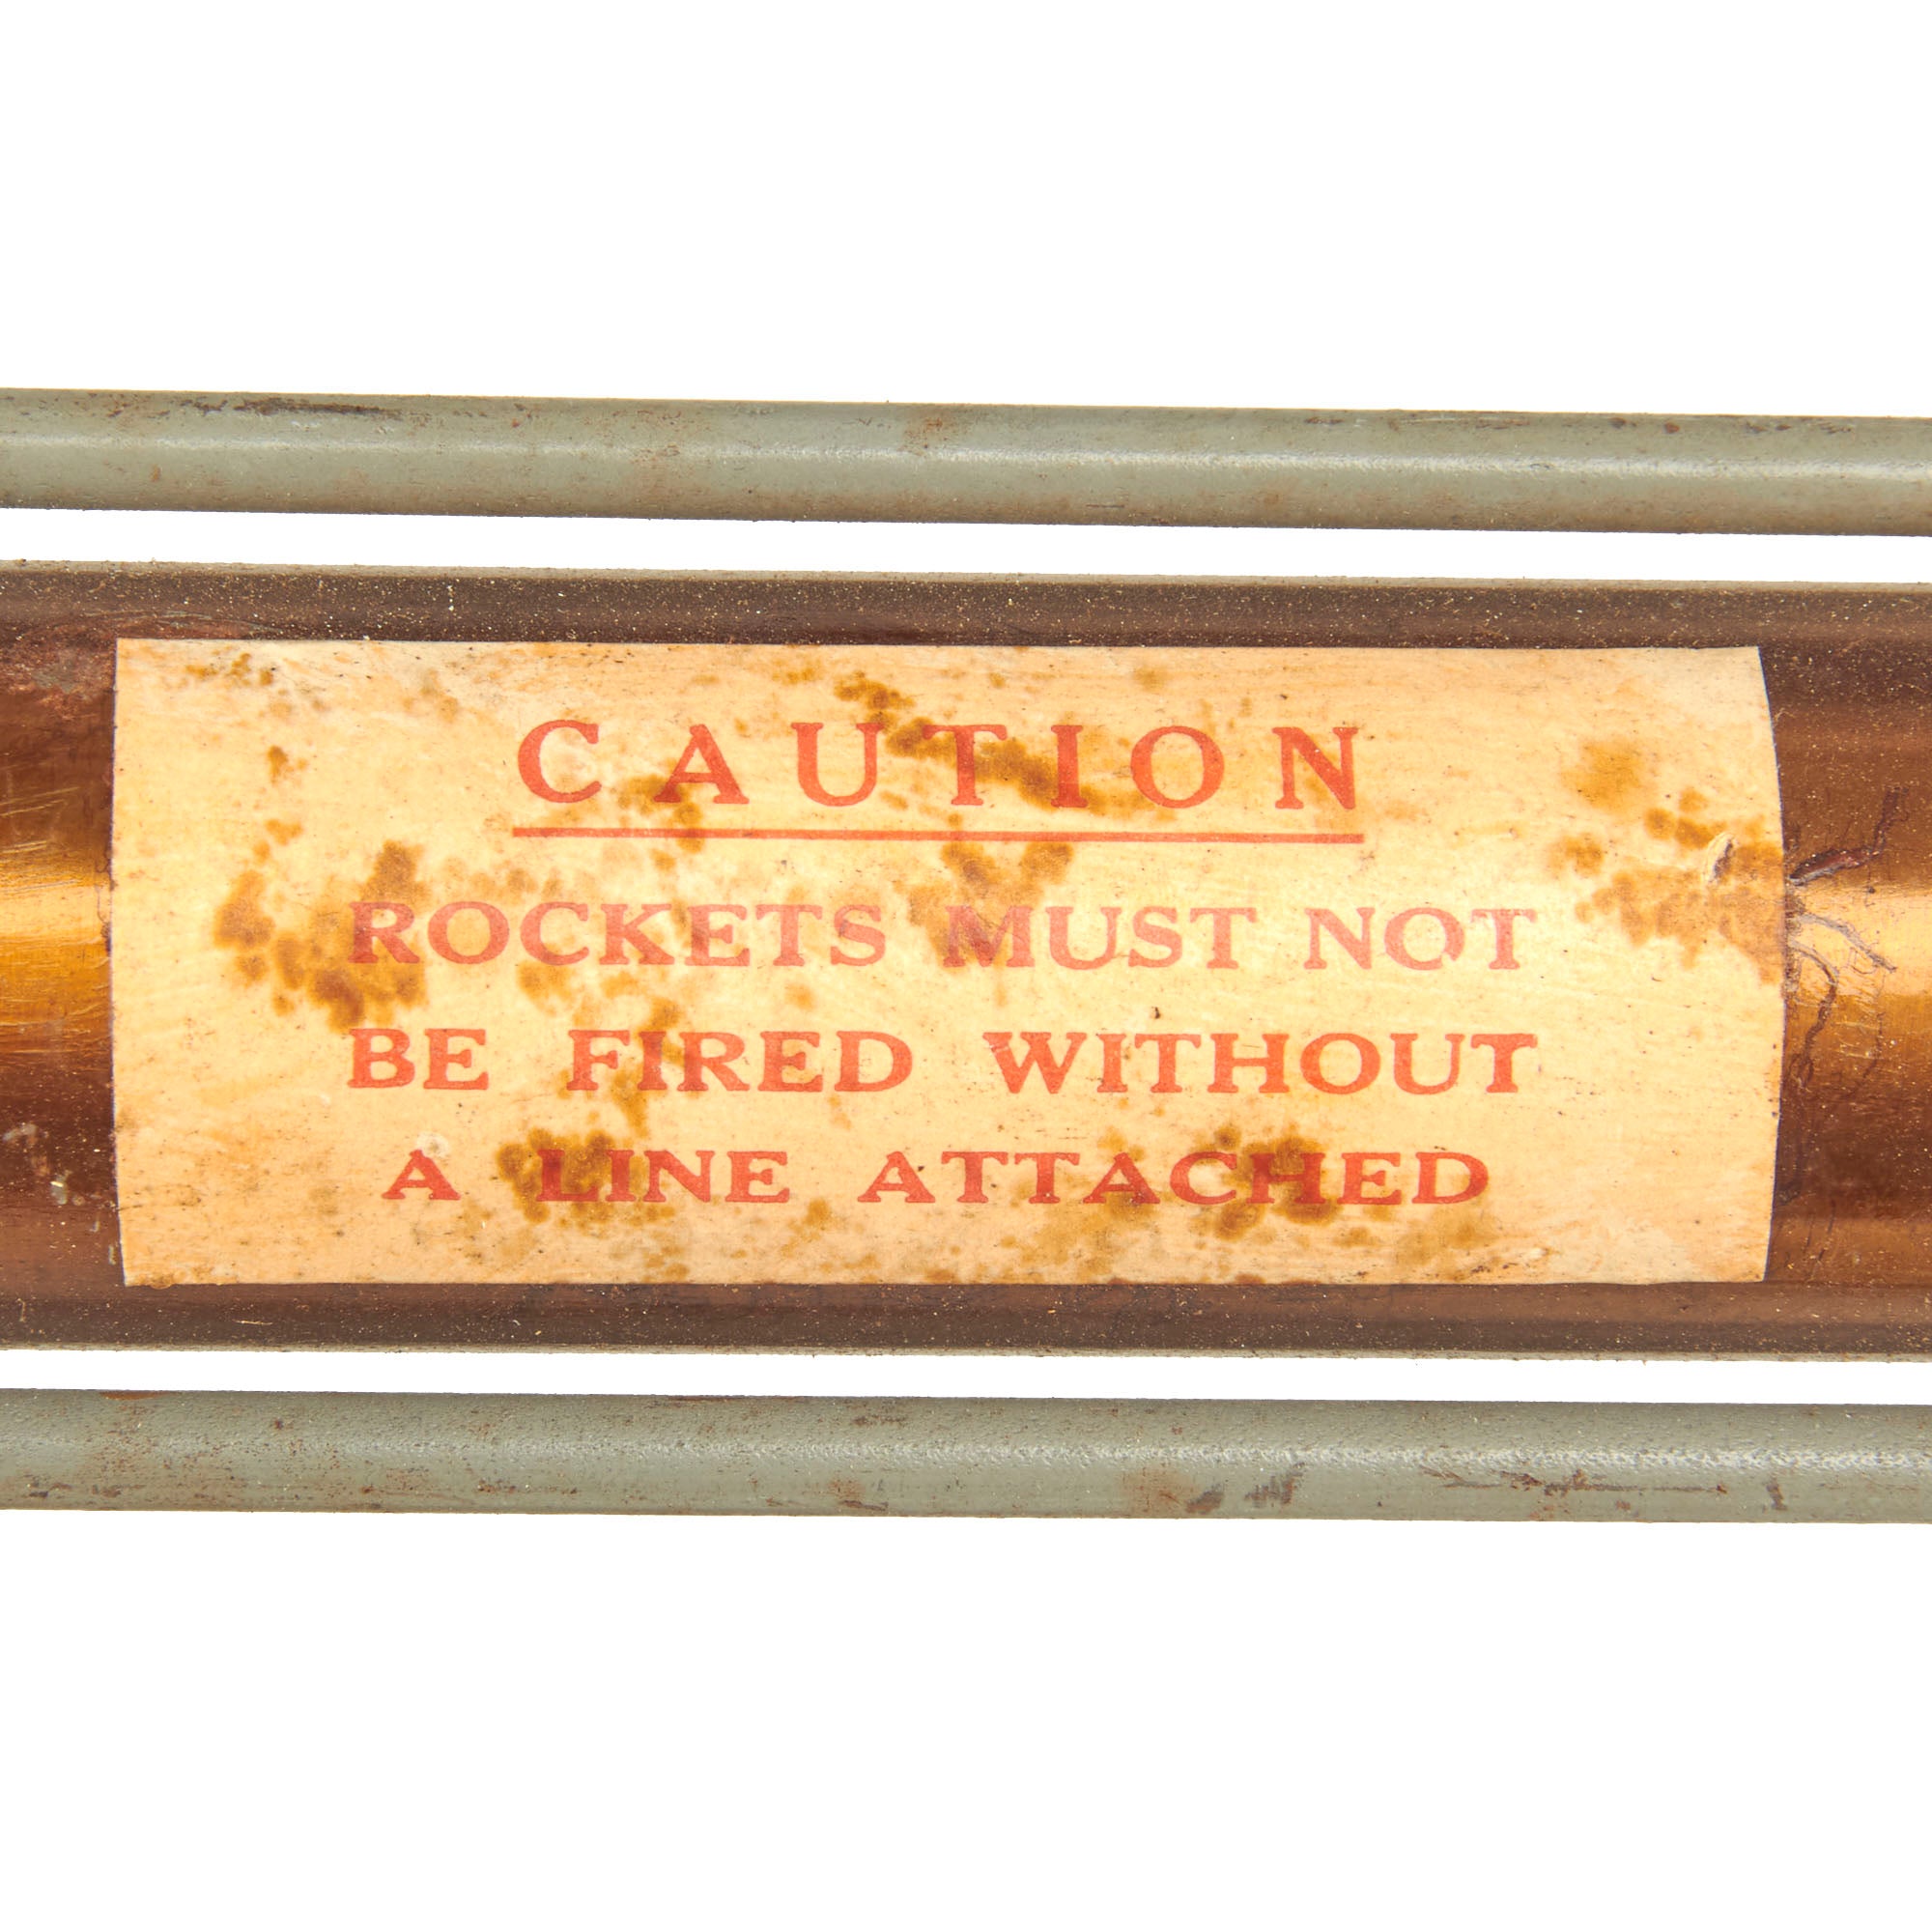 CAUTION
ROCKETS MUST NOT
BE FIRED WITHOUT
A LINE ATTACHED